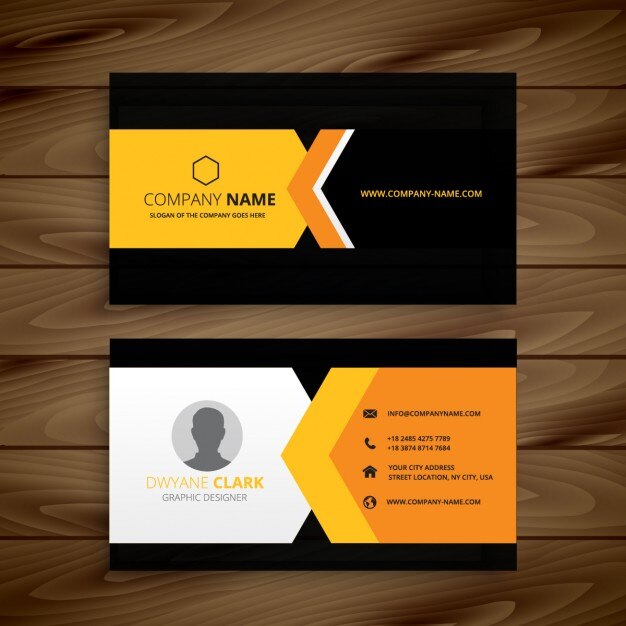 COMPANY NAME
SLOGAN OF THE COMPANY GOES HERE
WWW.COMPANY-NAME.COM
DWYANE CLARK
GRAPHIC DESIGNER
INFO@COMPANYNAME.COM
+18 2485 4275 7789
+18 3874 8714 7684
YOUR CITY ADDRESS
STREET LOCATION, NY CITY, USA
WWW.COMPANY-NAME.COM